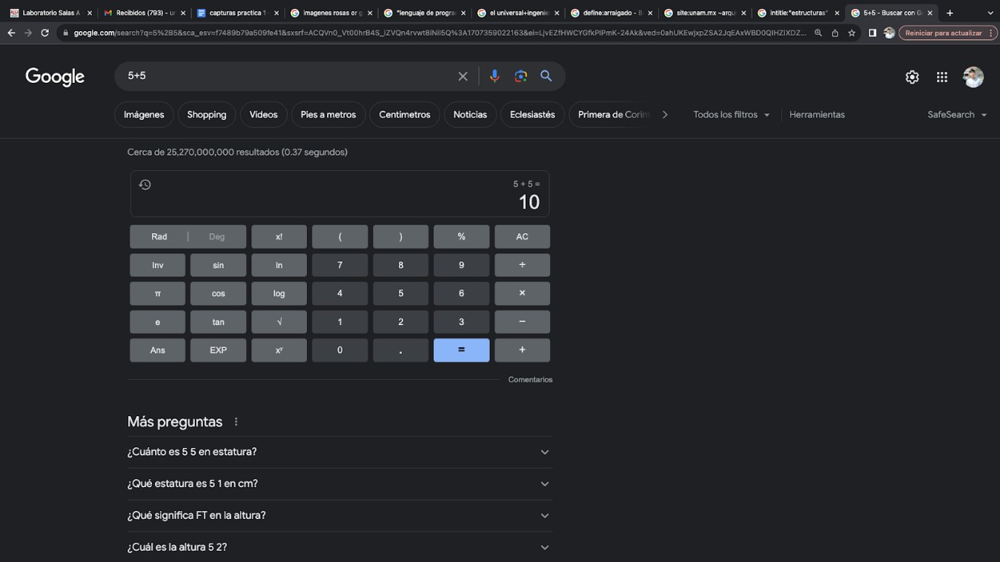 Laboratorio Salas A
Recibidos (793) - ur
capturas practica 1 -
imagenes rosas or g
"lenguaje de progra
el universal+ingenie
define:arraigado - B
site:unam.mx ~arqu
intitle:"estructuras"
5+5 - Buscar con G
google.com/search?q=5%2B5&sca_esv=f7489b79a509fe41&sxsrf=ACQVn0_Vt00hrB4S_iZVQn4rvwt8iNil5Q%3A1707359022163&ei=LjvEZfHWCYGfkPIPmK-24Ak&ved=0ahUKEwjxpZSA2JqEAxWBD0QIHZiXDZ...
Reiniciar para actualizar
Google
5+5
Imágenes
Shopping
Videos
Pies a metros
Centimetros
Noticias
Eclesiastés
Primera de Corint
Todos los filtros
Herramientas
SafeSearch
Cerca de 25,270,000,000 resultados (0.37 segundos)
5 + 5 =
10
Rad | Deg x! ( ) % AC
Inv sin ln 7 8 9 ÷
π cos log 4 5 6 ×
e tan √ 1 2 3 −
Ans EXP xʸ 0 . = +
Comentarios
Más preguntas
¿Cuánto es 5 5 en estatura?
¿Qué estatura es 5 1 en cm?
¿Qué significa FT en la altura?
¿Cuál es la altura 5 2?